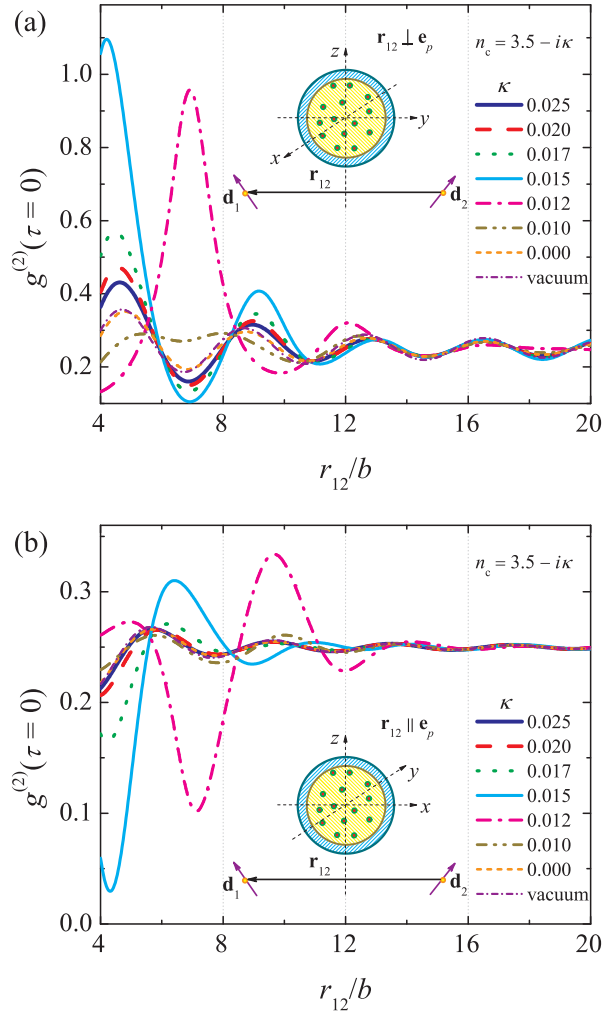 (a)
r₁₂ ⊥ eₚ
n_c = 3.5 − iκ
z
y
x
r₁₂
d₁
d₂
κ
0.025
0.020
0.017
0.015
0.012
0.010
0.000
vacuum
g⁽²⁾(τ = 0)
1.0
0.8
0.6
0.4
0.2
4 8 12 16 20
r₁₂/b
(b)
n_c = 3.5 − iκ
r₁₂ ∥ eₚ
z
y
x
r₁₂
d₁
d₂
κ
0.025
0.020
0.017
0.015
0.012
0.010
0.000
vacuum
g⁽²⁾(τ = 0)
0.3
0.2
0.1
0.0
4 8 12 16 20
r₁₂/b